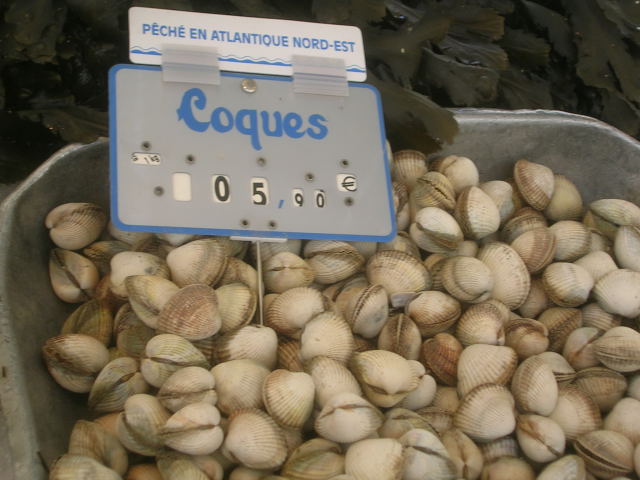 PÊCHÉ EN ATLANTIQUE NORD-EST
Coques
05,90 €